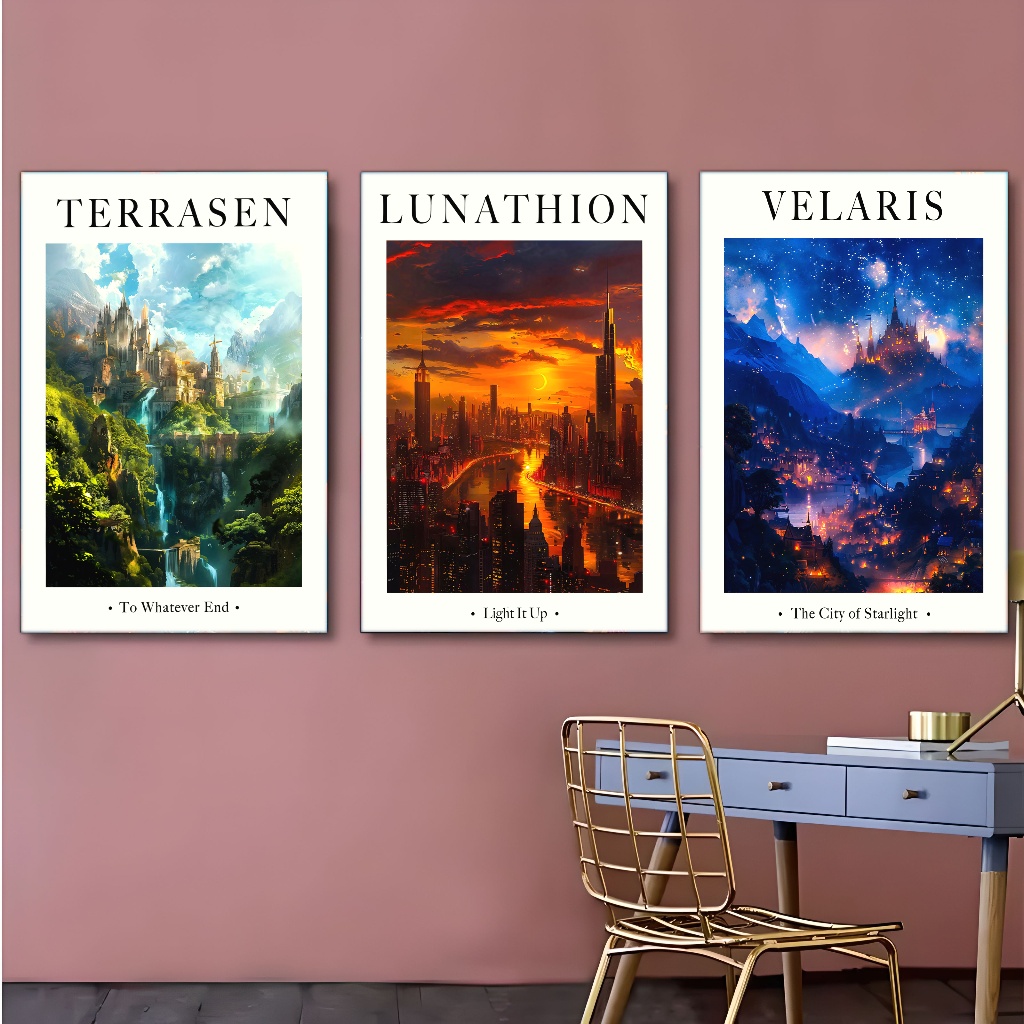 TERRASEN
• To Whatever End •
LUNATHION
• Light It Up •
VELARIS
• The City of Starlight •